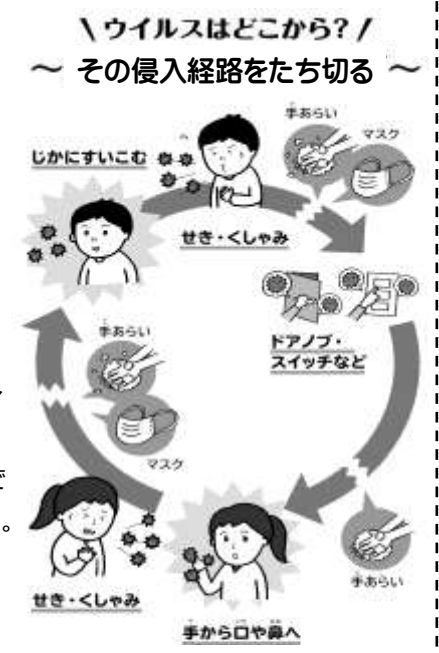 \ウイルスはどこから?/
～ その侵入経路をたち切る ～
手あらい
マスク
じかにすいこむ
せき・くしゃみ
ドアノブ・
スイッチなど
手あらい
マスク
手あらい
せき・くしゃみ
手から口や鼻へ
。